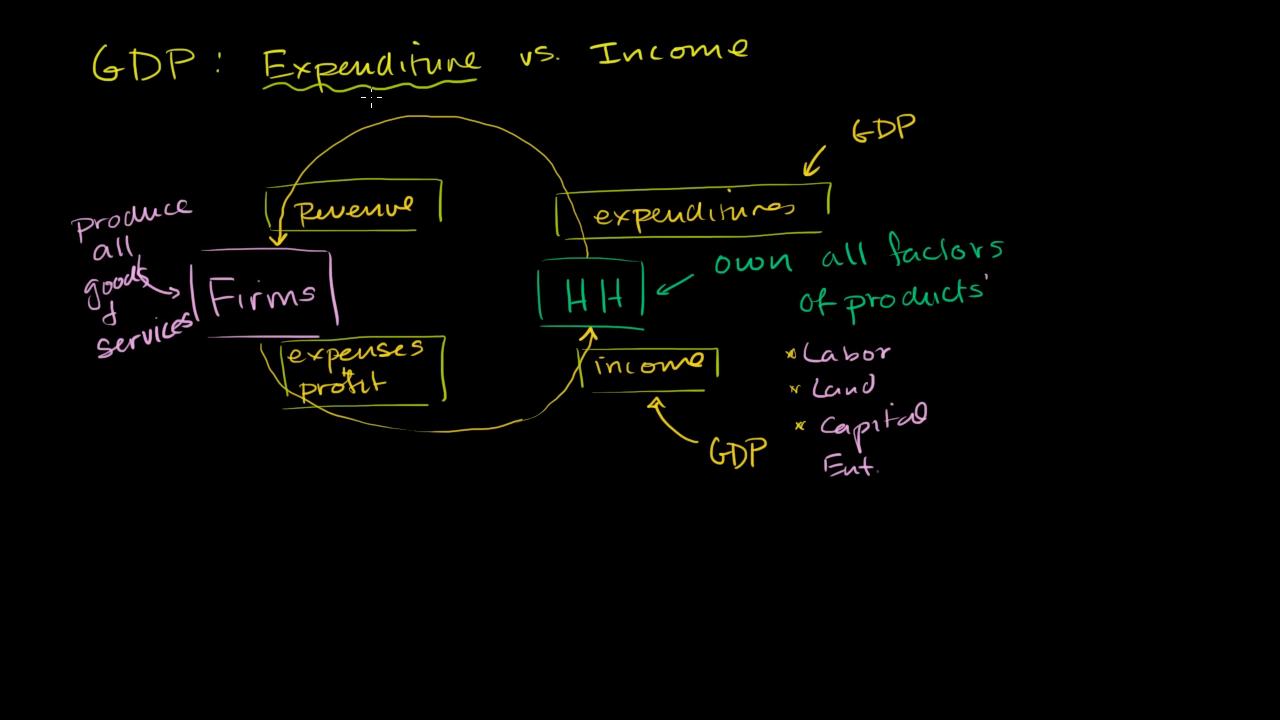 GDP: Expenditure vs. Income
GDP
Revenue
expenditures
produce
all
goods
&
services
Firms
HH
own all factors
of products'
expenses
&
profit
income
GDP
* Labor
* Land
* Capital
Ent.